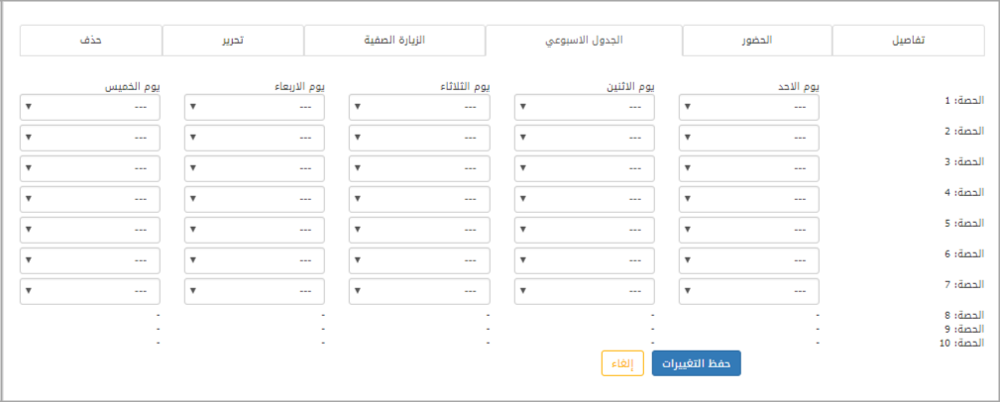 تفاصيل الحضور الجدول الاسبوعي الزيارة الصفية تحرير حذف
يوم الاحد يوم الاثنين يوم الثلاثاء يوم الاربعاء يوم الخميس
الحصة: 1 --- --- --- --- ---
الحصة: 2 --- --- --- --- ---
الحصة: 3 --- --- --- --- ---
الحصة: 4 --- --- --- --- ---
الحصة: 5 --- --- --- --- ---
الحصة: 6 --- --- --- --- ---
الحصة: 7 --- --- --- --- ---
الحصة: 8 - - - - -
الحصة: 9 - - - - -
الحصة: 10 - - - - -
حفظ التغييرات إلغاء